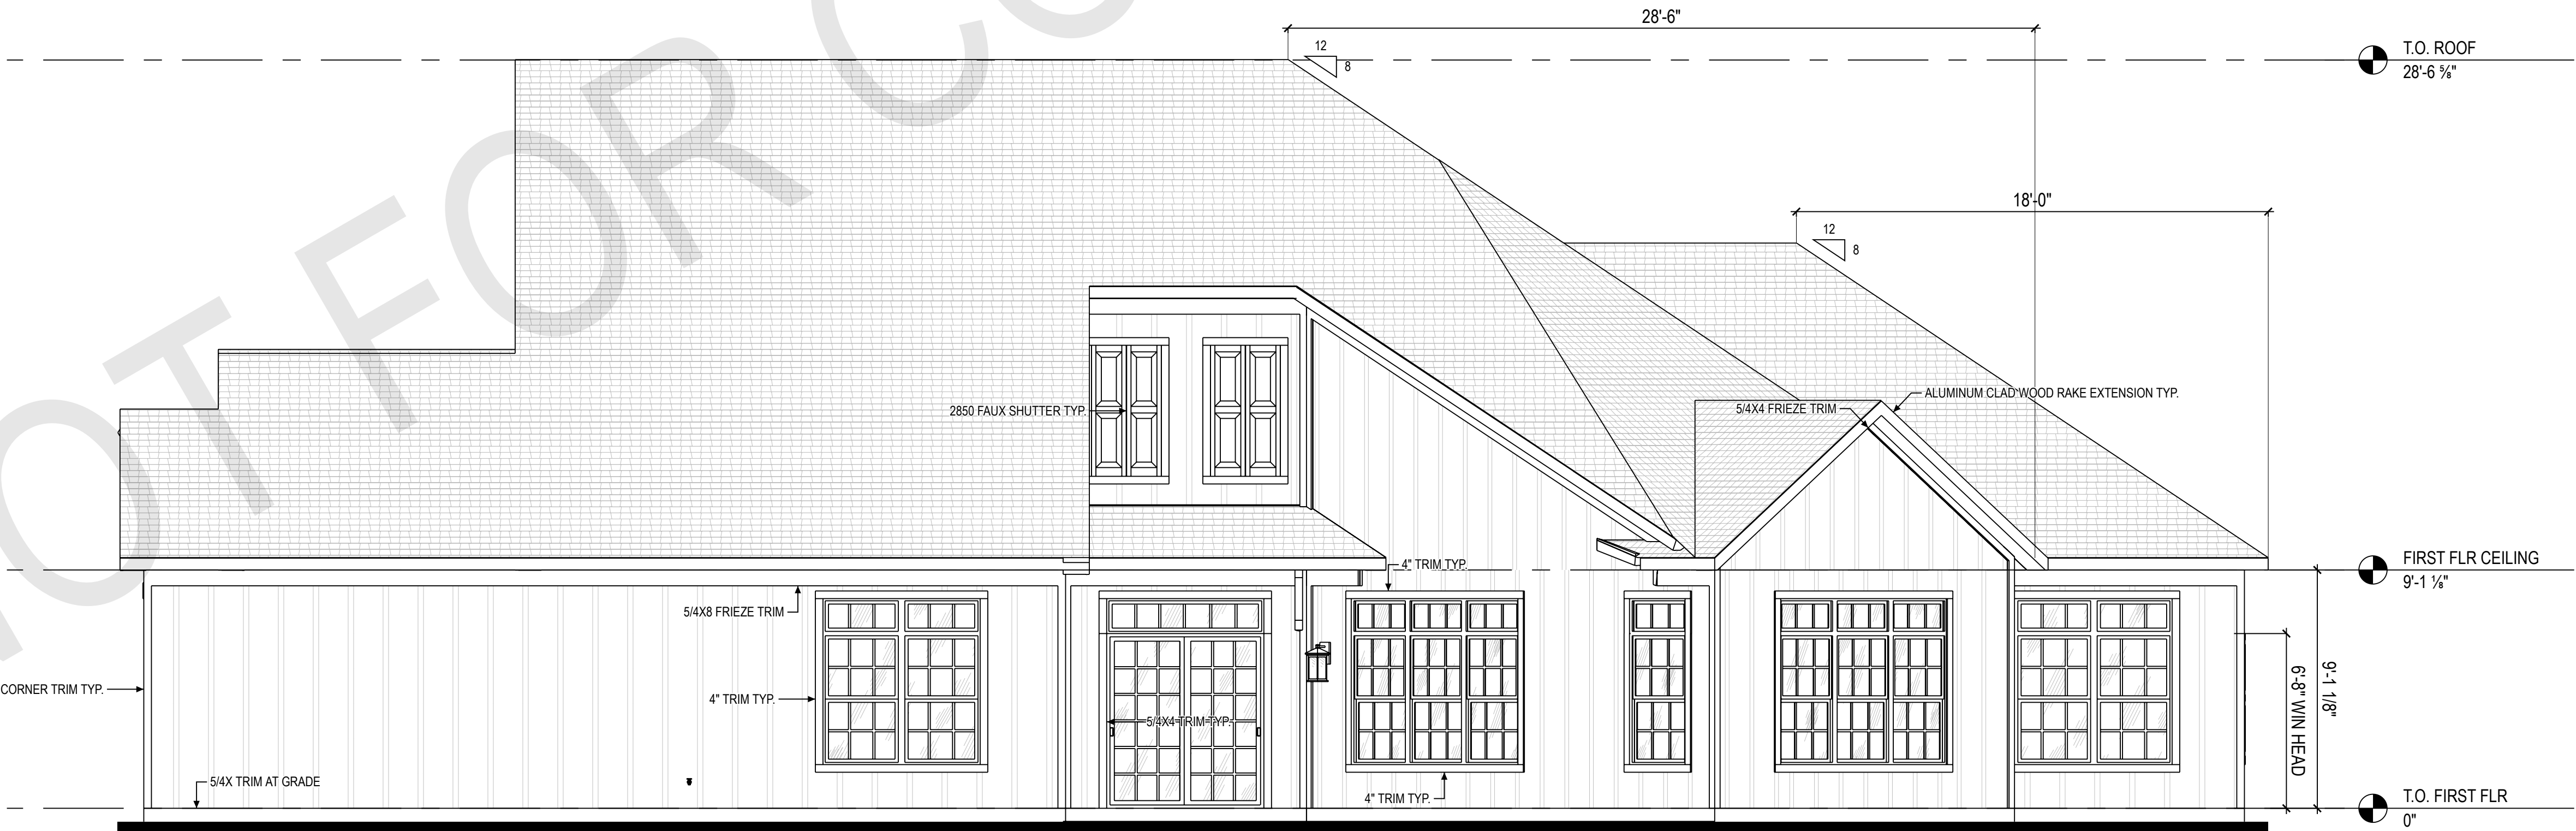 28'-6"
12
8
T.O. ROOF
28'-6 ⅝"
18'-0"
12
8
ALUMINUM CLAD WOOD RAKE EXTENSION TYP.
2850 FAUX SHUTTER TYP.
5/4X4 FRIEZE TRIM
FIRST FLR CEILING
9'-1 ⅛"
4" TRIM TYP.
5/4X8 FRIEZE TRIM
CORNER TRIM TYP.
4" TRIM TYP.
5/4X4 TRIM TYP.
6'-8" WIN HEAD
9'-1 1/8"
5/4X TRIM AT GRADE
4" TRIM TYP.
T.O. FIRST FLR
0"
OT FOR CO